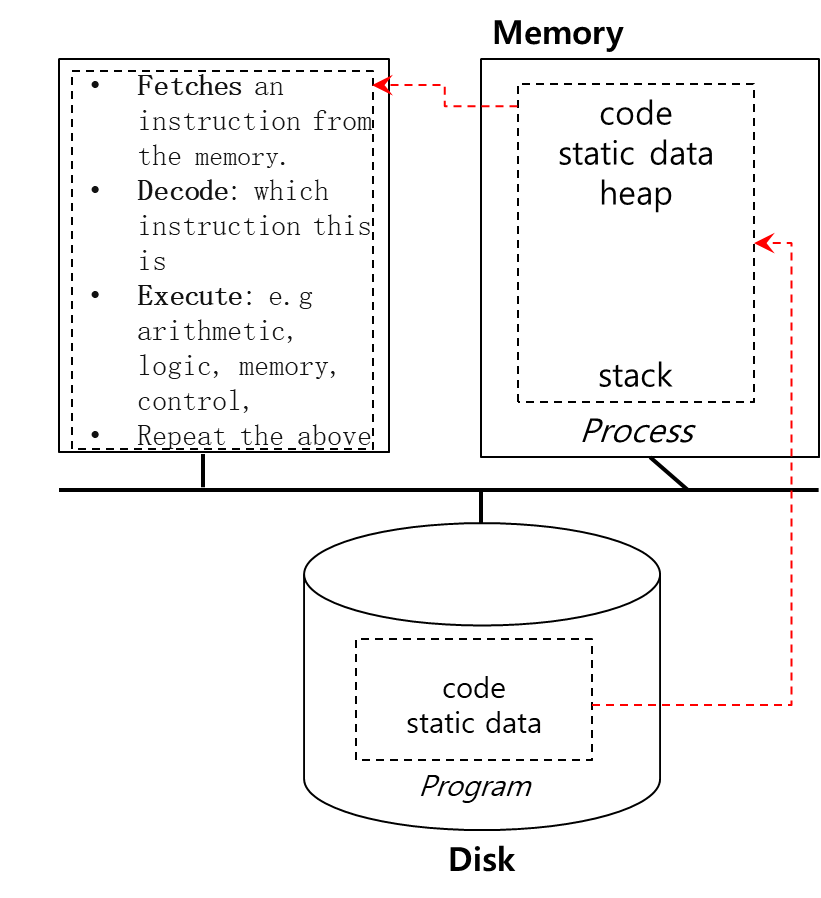 Memory
• Fetches an
instruction from
the memory.
• Decode: which
instruction this
is
• Execute: e.g
arithmetic,
logic, memory,
control,
• Repeat the above
code
static data
heap
stack
Process
code
static data
Program
Disk